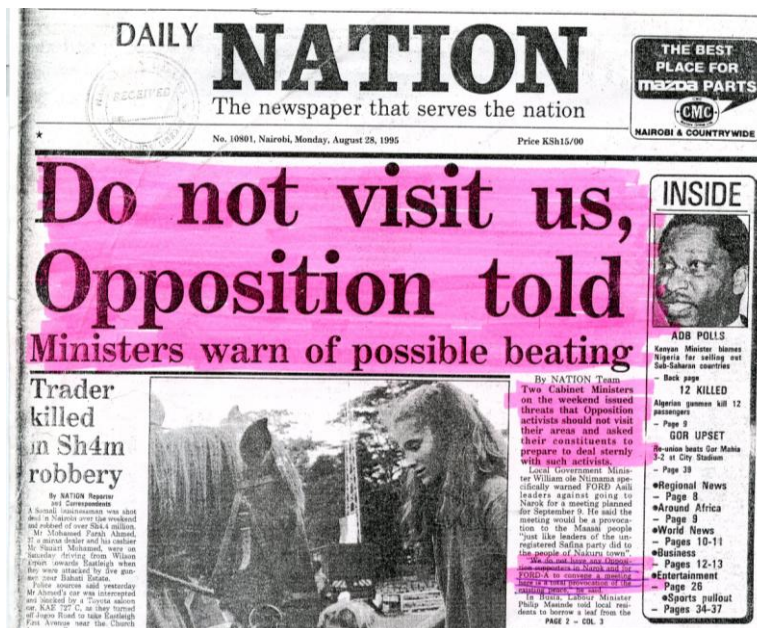 DAILY
NATION
The newspaper that serves the nation
RECEIVED
THE BEST
PLACE FOR
mazda PARTS
CMC
NAIROBI & COUNTRYWIDE
No. 10801, Nairobi, Monday, August 28, 1995
Price KSh15/00
Do not visit us,
Opposition told
Ministers warn of possible beating
Trader
killed
in Sh4m
robbery
By NATION Reporter
and Correspondents
A Somali businessman was shot
dead in Nairobi over the weekend
and robbed of over Sh4.4 million.
Mr Mohamed Farah Ahmed,
a miraa dealer and his cashier
Mr Shuari Mohamed, were on
Saturday driving from Wilson
Airport towards Eastleigh when
they were attacked by five gun-
men near Bahati Estate.
Police sources said yesterday
Mr Ahmed's car was intercepted
and blocked by a Toyota saloon
car, KAE 727 C, as they turned
off Jogoo Road to take Eastleigh
First Avenue near the Church
By NATION Team
Two Cabinet Ministers
on the weekend issued
threats that Opposition
activists should not visit
their areas and asked
their constituents to
prepare to deal sternly
with such activists.
Local Government Minis-
ter William ole Ntimama spe-
cifically warned FORD Asili
leaders against going to
Narok for a meeting planned
for September 9. He said the
meeting would be a provoca-
tion to the Maasai people
"just like leaders of the un-
registered Safina party did to
the people of Nakuru town".
"We do not have any Opposi-
tion supporters in Narok and for
FORD-A to convene a meeting
here is a total provocation of the
existing peace," he said.
In Busia, Labour Minister
Philip Masinde told local resi-
dents to borrow a leaf from the
PAGE 2 – COL. 3
INSIDE
ADB POLLS
Kenyan Minister blames
Nigeria for selling out
Sub-Saharan countries
– Back page
12 KILLED
Algerian gunmen kill 12
passengers
– Page 9
GOR UPSET
Re-union beats Gor Mahia
3-2 at City Stadium
– Page 39
●Regional News
– Page 8
●Around Africa
– Page 9
●World News
– Pages 10-11
●Business
– Pages 12-13
●Entertainment
– Page 26
●Sports pullout
– Pages 34-37